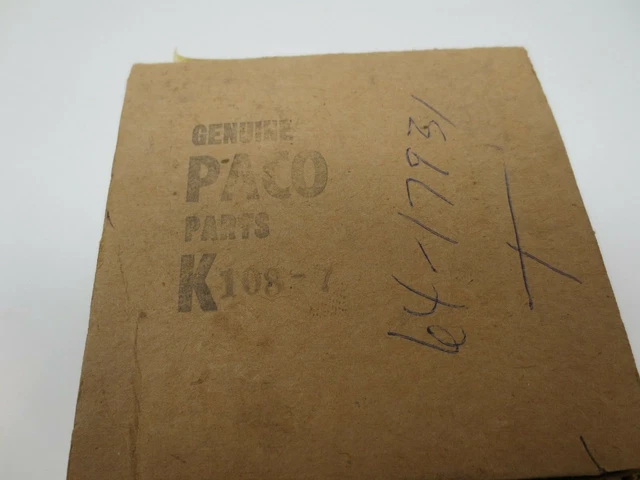 GENUINE
PACO
PARTS
K108-7
64-17931